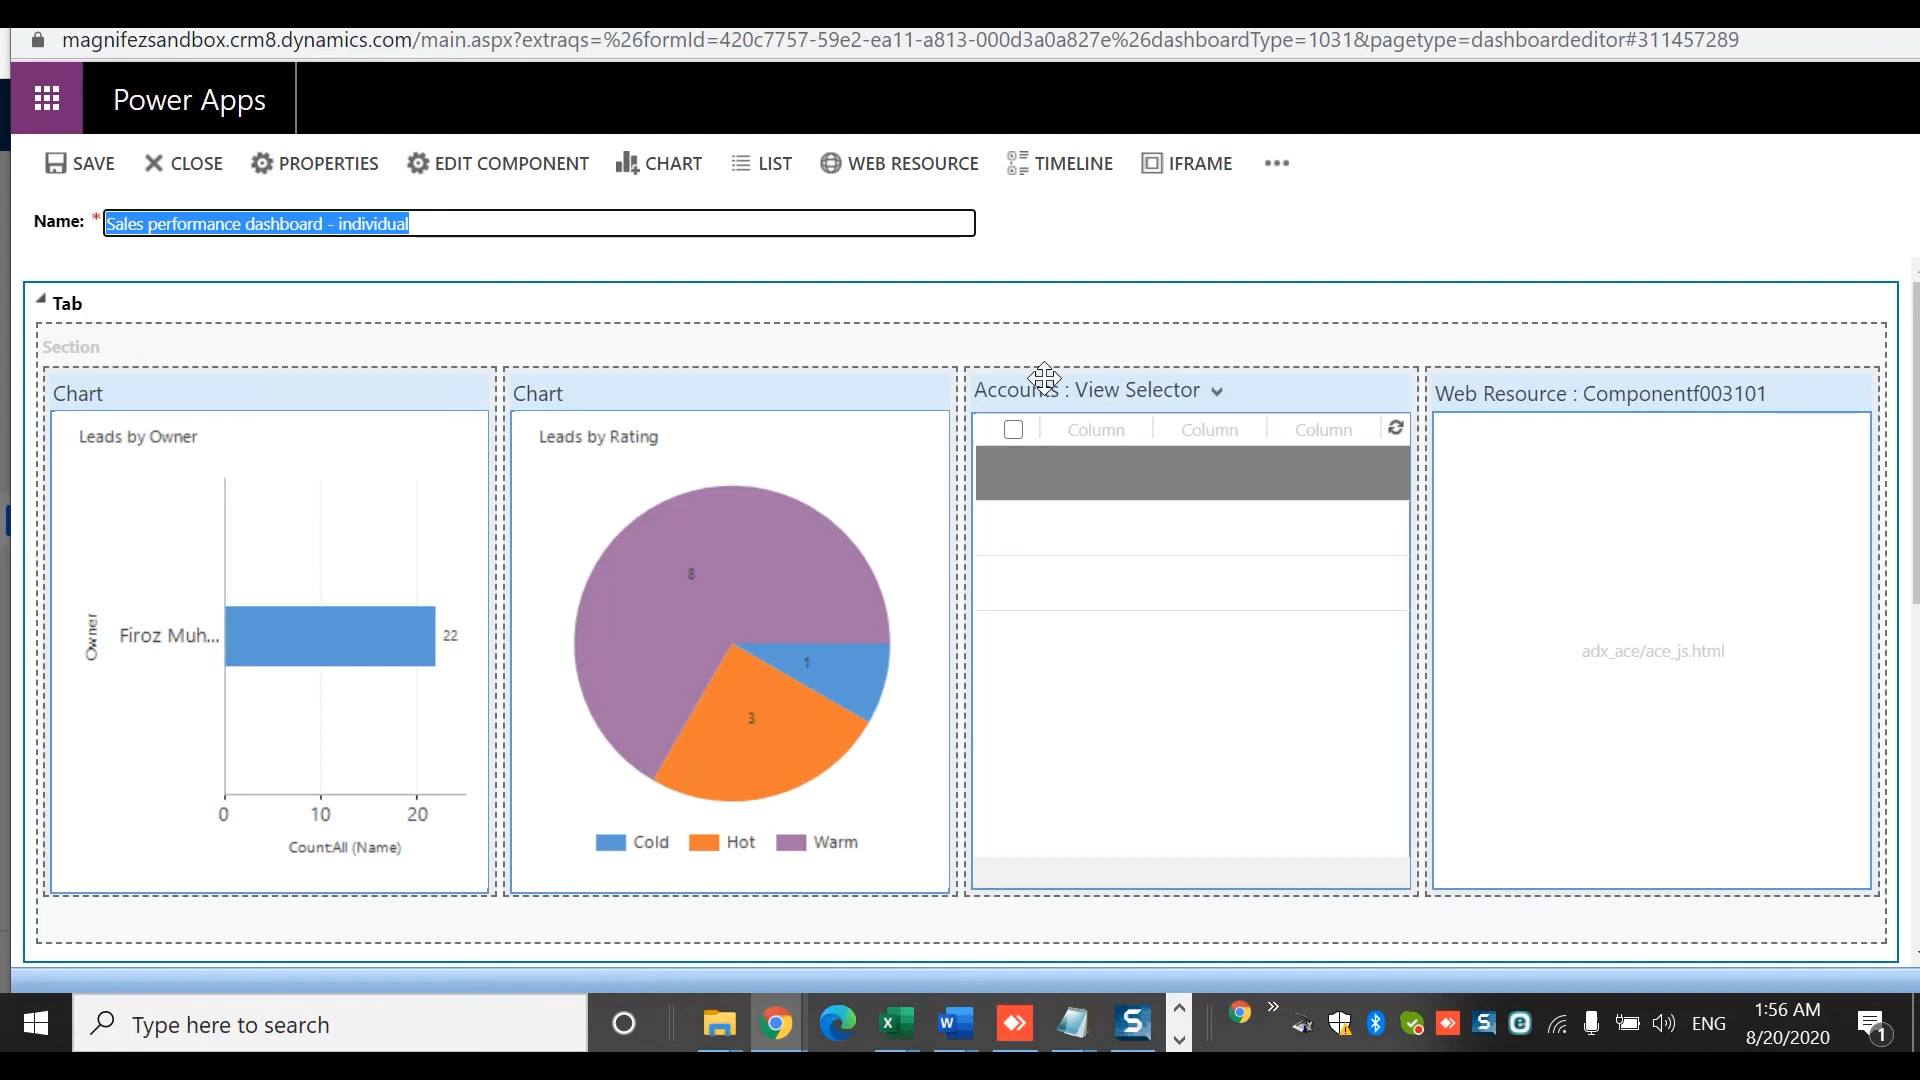 magnifezsandbox.crm8.dynamics.com/main.aspx?extraqs=%26formId=420c7757-59e2-ea11-a813-000d3a0a827e%26dashboardType=1031&pagetype=dashboardeditor#311457289
Power Apps
SAVE CLOSE PROPERTIES EDIT COMPONENT CHART LIST WEB RESOURCE TIMELINE IFRAME
Name: * Sales performance dashboard - individual
Tab
Section
Chart
Leads by Owner
Owner
Firoz Muh...
22
0 10 20
CountAll (Name)
Chart
Leads by Rating
8
1
3
Cold Hot Warm
Accounts : View Selector
Column Column Column
Web Resource : Componentf003101
adx_ace/ace_js.html
Type here to search
ENG
1:56 AM
8/20/2020
1